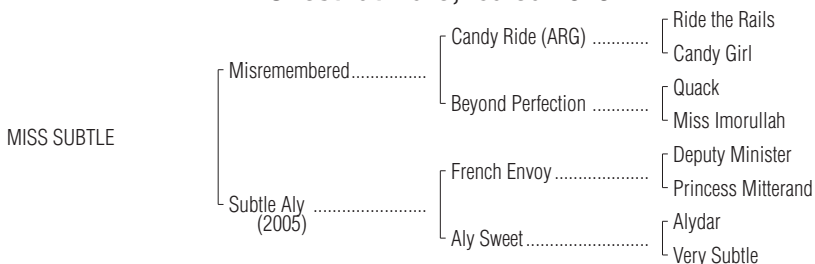 Ride the Rails
Candy Ride (ARG) ............
Candy Girl
Misremembered................
Quack
Beyond Perfection ............
Miss Imorullah
MISS SUBTLE
Deputy Minister
French Envoy....................
Princess Mitterand
Subtle Aly ........................
(2005)
Alydar
Aly Sweet..........................
Very Subtle